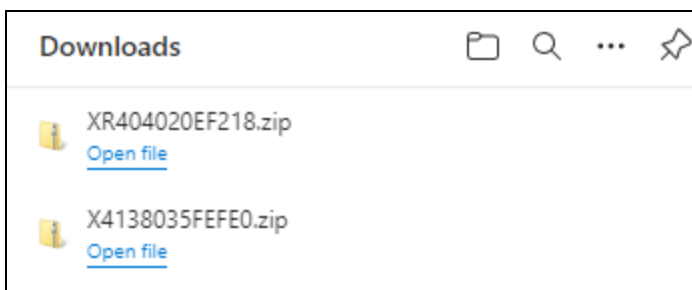 Downloads
XR404020EF218.zip
Open file
X4138035FEFE0.zip
Open file